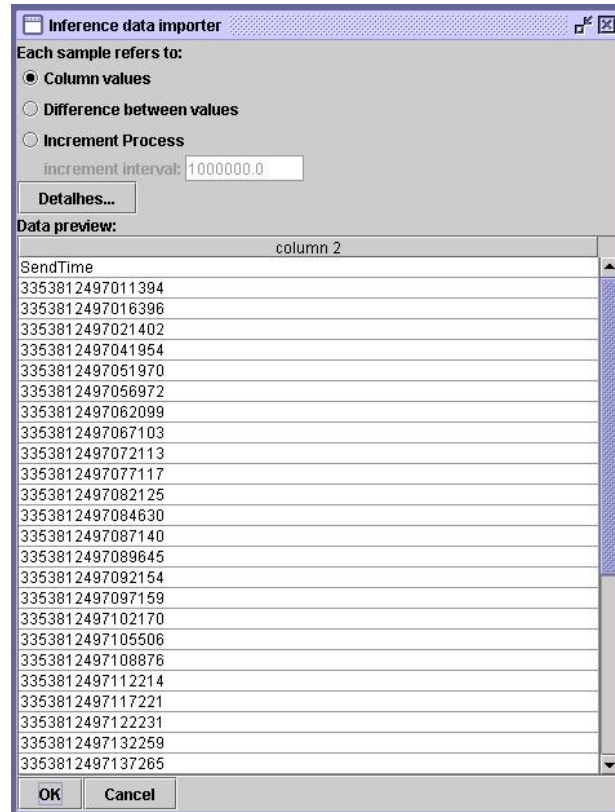 Inference data importer
Each sample refers to:
Column values
Difference between values
Increment Process
increment interval: 1000000.0
Detalhes...
Data preview:
column 2
SendTime
3353812497011394
3353812497016396
3353812497021402
3353812497041954
3353812497051970
3353812497056972
3353812497062099
3353812497067103
3353812497072113
3353812497077117
3353812497082125
3353812497084630
3353812497087140
3353812497089645
3353812497092154
3353812497097159
3353812497102170
3353812497105506
3353812497108876
3353812497112214
3353812497117221
3353812497122231
3353812497132259
3353812497137265
OK Cancel